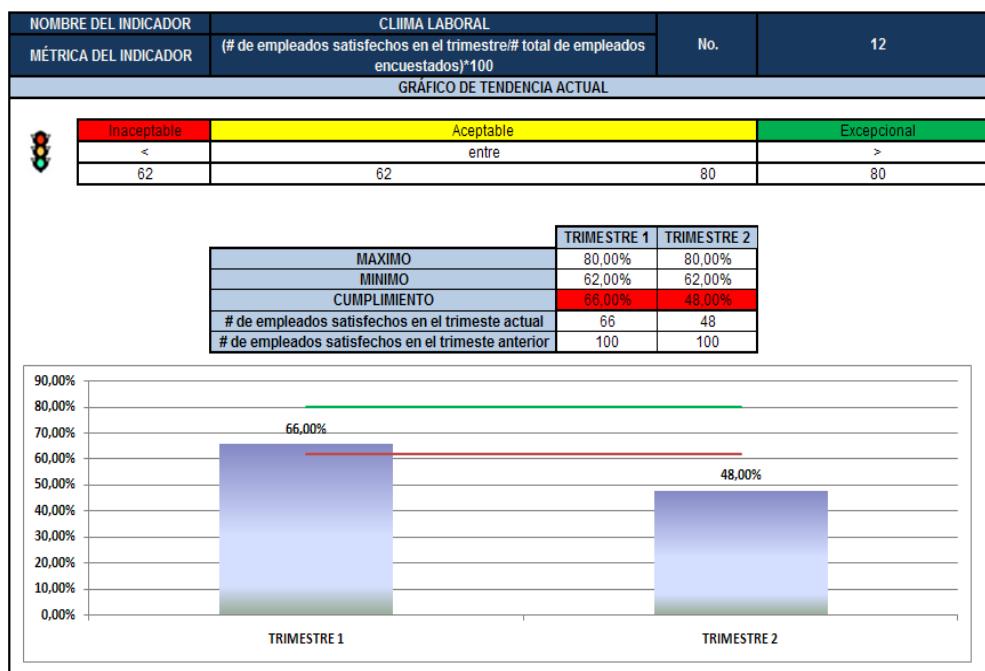 NOMBRE DEL INDICADOR CLIIMA LABORAL No. 12
MÉTRICA DEL INDICADOR (# de empleados satisfechos en el trimestre/# total de empleados
encuestados)*100
GRÁFICO DE TENDENCIA ACTUAL
Inaceptable Aceptable Excepcional
< entre >
62 62 80 80
TRIMESTRE 1 TRIMESTRE 2
MAXIMO 80,00% 80,00%
MINIMO 62,00% 62,00%
CUMPLIMIENTO 66,00% 48,00%
# de empleados satisfechos en el trimeste actual 66 48
# de empleados satisfechos en el trimeste anterior 100 100
90,00%
80,00%
70,00%
60,00%
50,00%
40,00%
30,00%
20,00%
10,00%
0,00%
66,00%
48,00%
TRIMESTRE 1 TRIMESTRE 2